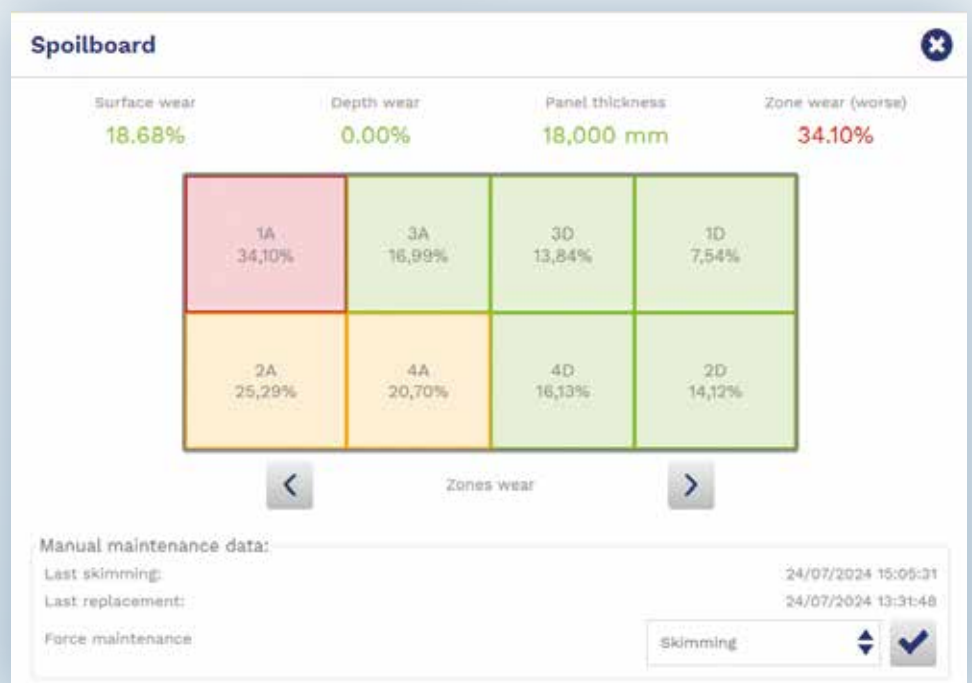 Spoilboard
Surface wear Depth wear Panel thickness Zone wear (worse)
18.68% 0.00% 18,000 mm 34.10%
1A 3A 3D 1D
34,10% 16,99% 13,84% 7,54%
2A 4A 4D 2D
25,29% 20,70% 16,13% 14,12%
Zones wear
Manual maintenance data:
Last skimming: 24/07/2024 15:05:31
Last replacement: 24/07/2024 13:31:48
Force maintenance Skimming